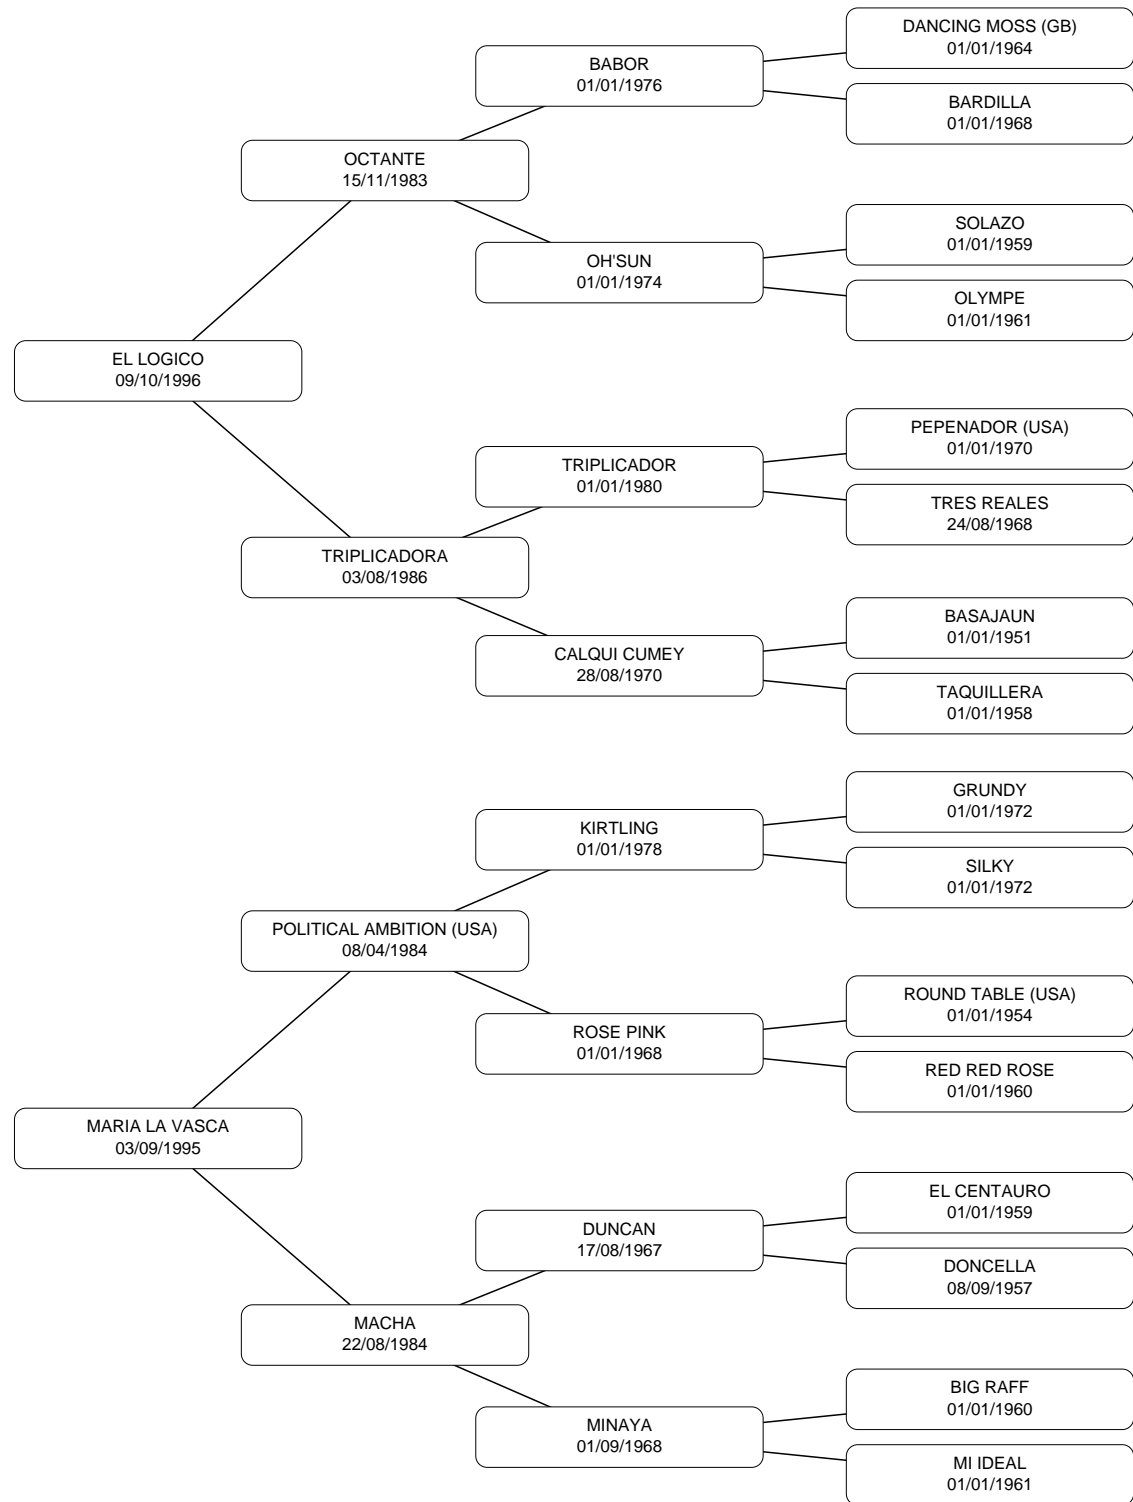 DANCING MOSS (GB)
01/01/1964
BABOR
01/01/1976
BARDILLA
01/01/1968
OCTANTE
15/11/1983
SOLAZO
01/01/1959
OH'SUN
01/01/1974
OLYMPE
01/01/1961
EL LOGICO
09/10/1996
PEPENADOR (USA)
01/01/1970
TRIPLICADOR
01/01/1980
TRES REALES
24/08/1968
TRIPLICADORA
03/08/1986
BASAJAUN
01/01/1951
CALQUI CUMEY
28/08/1970
TAQUILLERA
01/01/1958
GRUNDY
01/01/1972
KIRTLING
01/01/1978
SILKY
01/01/1972
POLITICAL AMBITION (USA)
08/04/1984
ROUND TABLE (USA)
01/01/1954
ROSE PINK
01/01/1968
RED RED ROSE
01/01/1960
MARIA LA VASCA
03/09/1995
EL CENTAURO
01/01/1959
DUNCAN
17/08/1967
DONCELLA
08/09/1957
MACHA
22/08/1984
BIG RAFF
01/01/1960
MINAYA
01/09/1968
MI IDEAL
01/01/1961